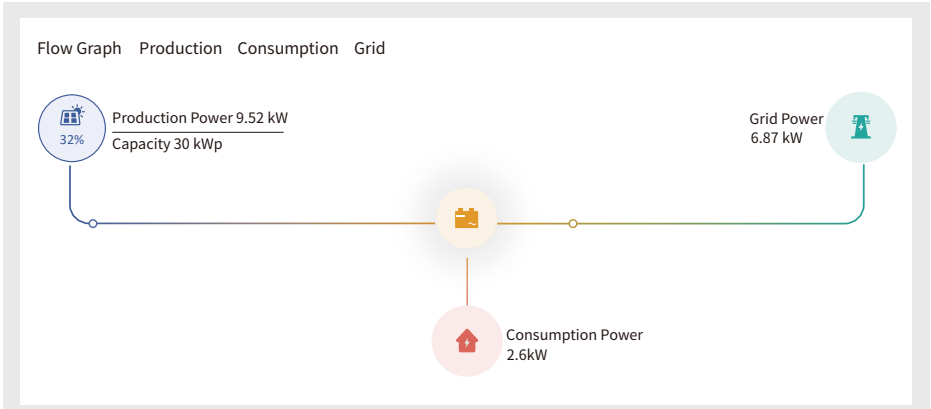 Flow Graph Production Consumption Grid
32%
Production Power 9.52 kW
Capacity 30 kWp
Grid Power
6.87 kW
Consumption Power
2.6kW